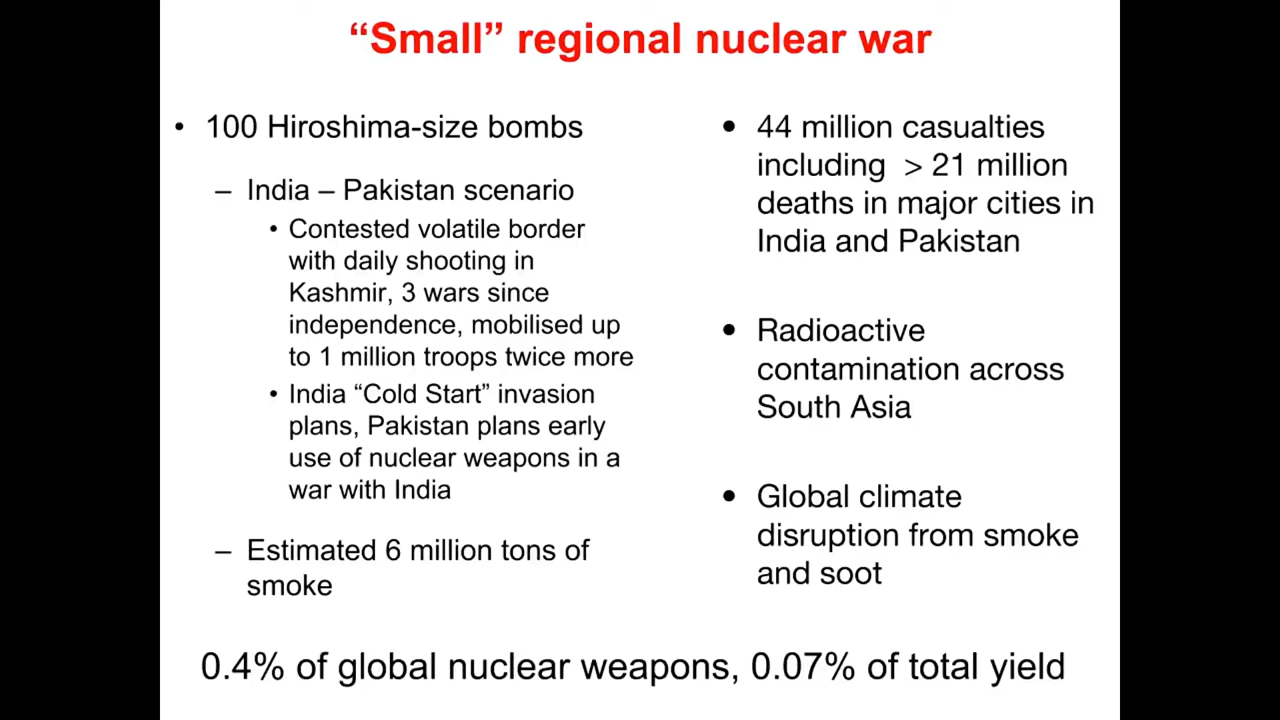 “Small” regional nuclear war
• 100 Hiroshima-size bombs
– India – Pakistan scenario
• Contested volatile border
with daily shooting in
Kashmir, 3 wars since
independence, mobilised up
to 1 million troops twice more
• India “Cold Start” invasion
plans, Pakistan plans early
use of nuclear weapons in a
war with India
– Estimated 6 million tons of
smoke
• 44 million casualties
including > 21 million
deaths in major cities in
India and Pakistan
• Radioactive
contamination across
South Asia
• Global climate
disruption from smoke
and soot
0.4% of global nuclear weapons, 0.07% of total yield